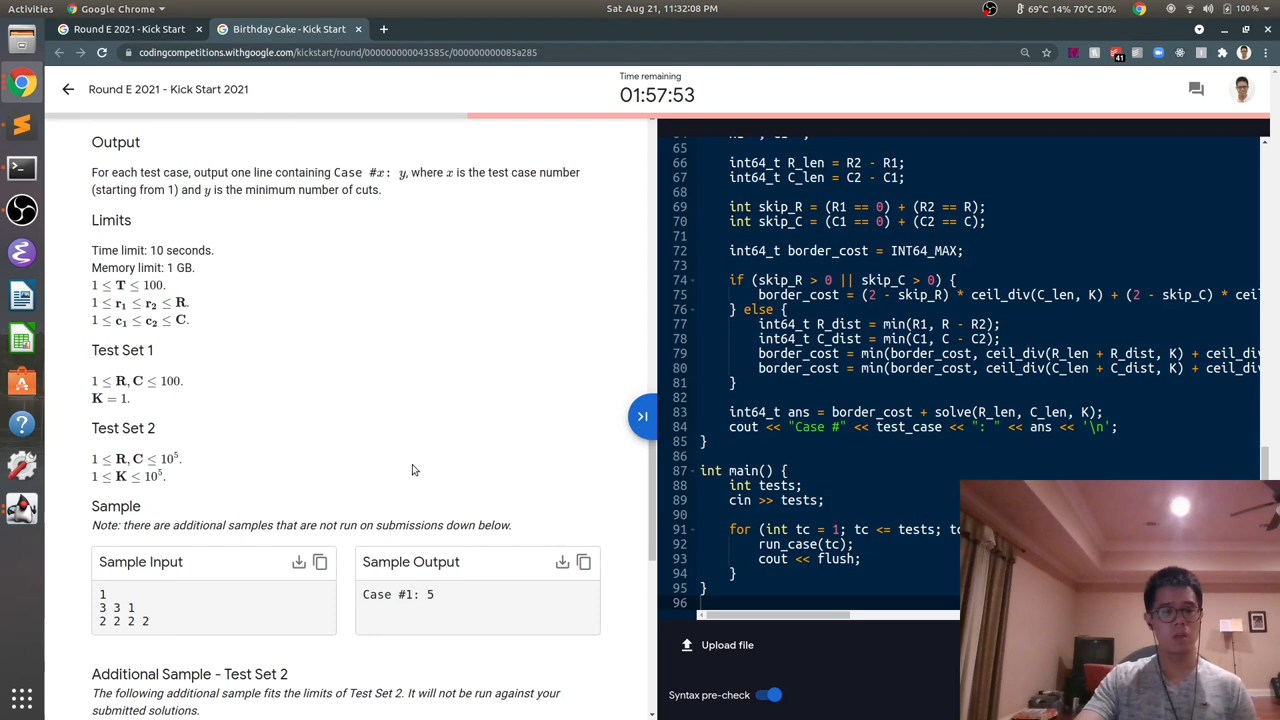 Activities
Google Chrome
Sat Aug 21, 11:32:08 PM
69°C 14% 70°C 50%
100 %
Round E 2021 - Kick Start
Birthday Cake - Kick Start
codingcompetitions.withgoogle.com/kickstart/round/000000000043585c/000000000085a285
41
Round E 2021 - Kick Start 2021
Time remaining
01:57:53
Output
For each test case, output one line containing Case #x: y, where x is the test case number
(starting from 1) and y is the minimum number of cuts.
Limits
Time limit: 10 seconds.
Memory limit: 1 GB.
1 ≤ T ≤ 100.
1 ≤ r₁ ≤ r₂ ≤ R.
1 ≤ c₁ ≤ c₂ ≤ C.
Test Set 1
1 ≤ R, C ≤ 100.
K = 1.
Test Set 2
1 ≤ R, C ≤ 10⁵.
1 ≤ K ≤ 10⁵.
Sample
Note: there are additional samples that are not run on submissions down below.
Sample Input
1
3 3 1
2 2 2 2
Sample Output
Case #1: 5
Additional Sample - Test Set 2
The following additional sample fits the limits of Test Set 2. It will not be run against your
submitted solutions.
65
66 int64_t R_len = R2 - R1;
67 int64_t C_len = C2 - C1;
68
69 int skip_R = (R1 == 0) + (R2 == R);
70 int skip_C = (C1 == 0) + (C2 == C);
71
72 int64_t border_cost = INT64_MAX;
73
74 if (skip_R > 0 || skip_C > 0) {
75 border_cost = (2 - skip_R) * ceil_div(C_len, K) + (2 - skip_C) * cei
76 } else {
77 int64_t R_dist = min(R1, R - R2);
78 int64_t C_dist = min(C1, C - C2);
79 border_cost = min(border_cost, ceil_div(R_len + R_dist, K) + ceil_di
80 border_cost = min(border_cost, ceil_div(C_len + C_dist, K) + ceil_di
81 }
82
83 int64_t ans = border_cost + solve(R_len, C_len, K);
84 cout << "Case #" << test_case << ": " << ans << '\n';
85 }
86
87 int main() {
88 int tests;
89 cin >> tests;
90
91 for (int tc = 1; tc <= tests; tc
92 run_case(tc);
93 cout << flush;
94 }
95 }
96
Upload file
Syntax pre-check